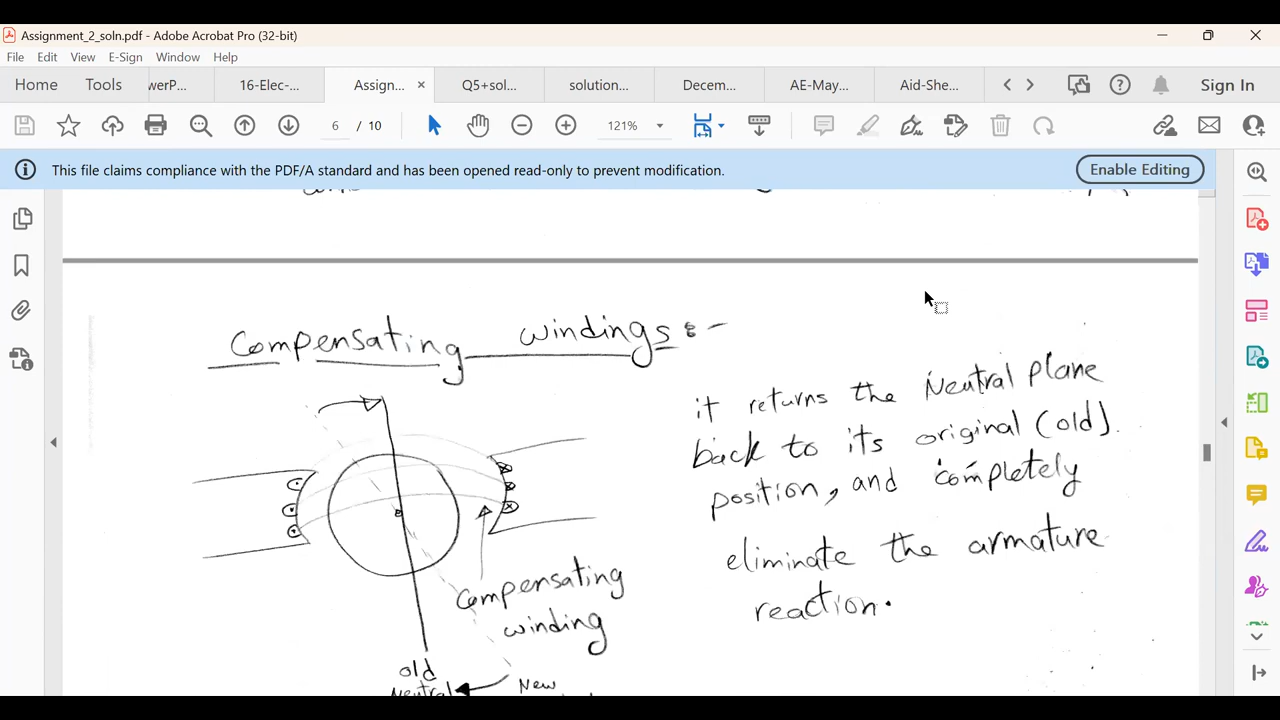 Assignment_2_soln.pdf - Adobe Acrobat Pro (32-bit)
File Edit View E-Sign Window Help
Home Tools werP... 16-Elec-... Assign... × Q5+sol... solution... Decem... AE-May... Aid-She... Sign In
6 / 10 121%
This file claims compliance with the PDF/A standard and has been opened read-only to prevent modification. Enable Editing
Compensating windings :-
it returns the Neutral plane
back to its original (old)
position, and completely
eliminate the armature
reaction.
Compensating
winding
old
Neutral
New